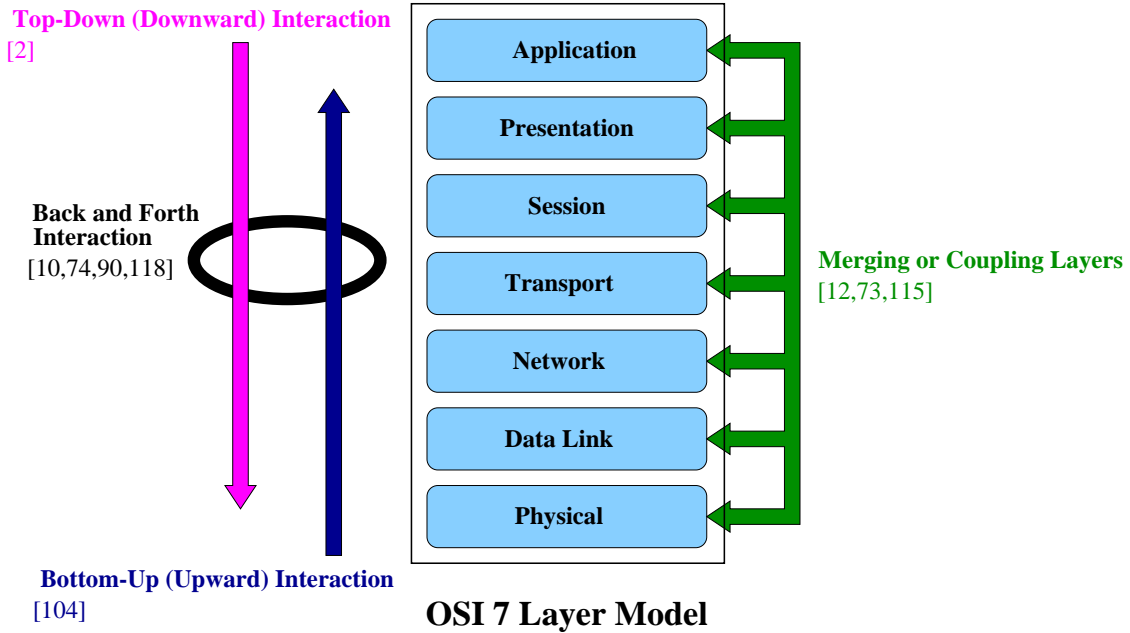 Top-Down (Downward) Interaction
[2]
Back and Forth
Interaction
[10,74,90,118]
Bottom-Up (Upward) Interaction
[104]
Application
Presentation
Session
Transport
Network
Data Link
Physical
OSI 7 Layer Model
Merging or Coupling Layers
[12,73,115]